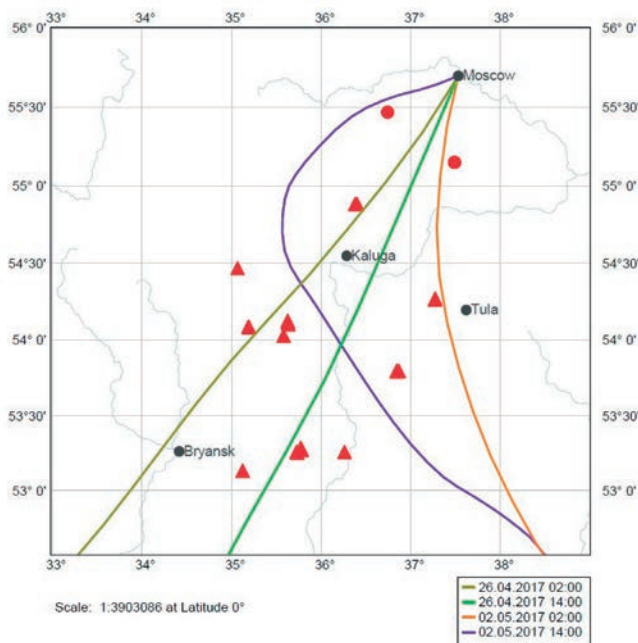 33° 34° 35° 36° 37° 38°
56° 0' 56° 0'
Moscow
55°30' 55°30'
55° 0' 55° 0'
Kaluga
54°30' 54°30'
Tula
54° 0' 54° 0'
53°30' 53°30'
Bryansk
53° 0' 53° 0'
33° 34° 35° 36° 37° 38°
Scale: 1:3903086 at Latitude 0°
26.04.2017 02:00
26.04.2017 14:00
02.05.2017 02:00
02.05.2017 14:00